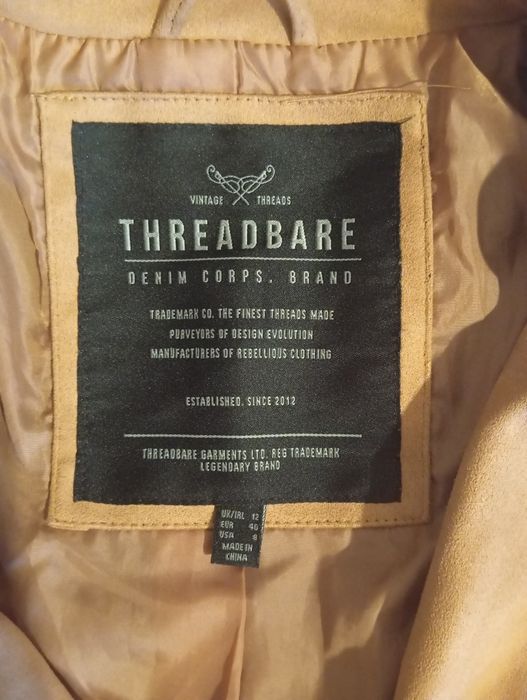 VINTAGE THREADS
THREADBARE
DENIM CORPS. BRAND
TRADEMARK CO. THE FINEST THREADS MADE
PURVEYORS OF DESIGN EVOLUTION
MANUFACTURERS OF REBELLIOUS CLOTHING
ESTABLISHED. SINCE 2012
THREADBARE GARMENTS LTD. REG TRADEMARK
LEGENDARY BRAND
UK/IRL 12
EUR 40
USA 8
MADE IN
CHINA